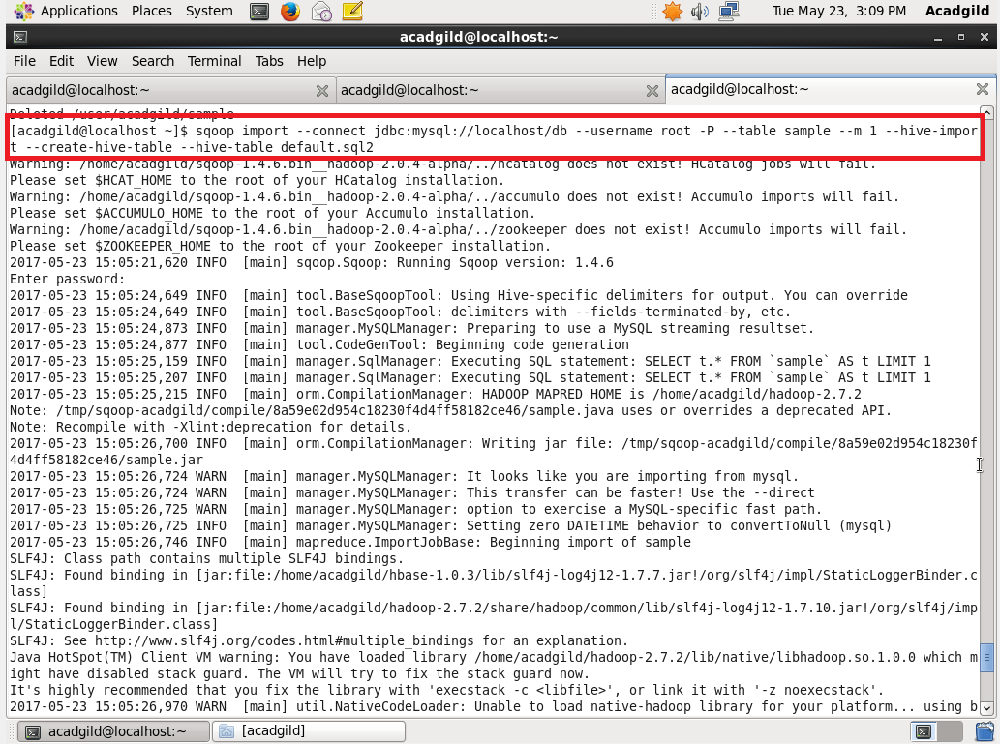 Applications Places System Tue May 23, 3:09 PM Acadgild
acadgild@localhost:~
File Edit View Search Terminal Tabs Help
acadgild@localhost:~ acadgild@localhost:~ acadgild@localhost:~
Deleted /user/acadgild/sample
[acadgild@localhost ~]$ sqoop import --connect jdbc:mysql://localhost/db --username root -P --table sample --m 1 --hive-impor
t --create-hive-table --hive-table default.sql2
Warning: /home/acadgild/sqoop-1.4.6.bin__hadoop-2.0.4-alpha/../hcatalog does not exist! HCatalog jobs will fail.
Please set $HCAT_HOME to the root of your HCatalog installation.
Warning: /home/acadgild/sqoop-1.4.6.bin__hadoop-2.0.4-alpha/../accumulo does not exist! Accumulo imports will fail.
Please set $ACCUMULO_HOME to the root of your Accumulo installation.
Warning: /home/acadgild/sqoop-1.4.6.bin__hadoop-2.0.4-alpha/../zookeeper does not exist! Accumulo imports will fail.
Please set $ZOOKEEPER_HOME to the root of your Zookeeper installation.
2017-05-23 15:05:21,620 INFO  [main] sqoop.Sqoop: Running Sqoop version: 1.4.6
Enter password:
2017-05-23 15:05:24,649 INFO  [main] tool.BaseSqoopTool: Using Hive-specific delimiters for output. You can override
2017-05-23 15:05:24,649 INFO  [main] tool.BaseSqoopTool: delimiters with --fields-terminated-by, etc.
2017-05-23 15:05:24,873 INFO  [main] manager.MySQLManager: Preparing to use a MySQL streaming resultset.
2017-05-23 15:05:24,877 INFO  [main] tool.CodeGenTool: Beginning code generation
2017-05-23 15:05:25,159 INFO  [main] manager.SqlManager: Executing SQL statement: SELECT t.* FROM `sample` AS t LIMIT 1
2017-05-23 15:05:25,207 INFO  [main] manager.SqlManager: Executing SQL statement: SELECT t.* FROM `sample` AS t LIMIT 1
2017-05-23 15:05:25,215 INFO  [main] orm.CompilationManager: HADOOP_MAPRED_HOME is /home/acadgild/hadoop-2.7.2
Note: /tmp/sqoop-acadgild/compile/8a59e02d954c18230f4d4ff58182ce46/sample.java uses or overrides a deprecated API.
Note: Recompile with -Xlint:deprecation for details.
2017-05-23 15:05:26,700 INFO  [main] orm.CompilationManager: Writing jar file: /tmp/sqoop-acadgild/compile/8a59e02d954c18230f
4d4ff58182ce46/sample.jar
2017-05-23 15:05:26,724 WARN  [main] manager.MySQLManager: It looks like you are importing from mysql.
2017-05-23 15:05:26,724 WARN  [main] manager.MySQLManager: This transfer can be faster! Use the --direct
2017-05-23 15:05:26,725 WARN  [main] manager.MySQLManager: option to exercise a MySQL-specific fast path.
2017-05-23 15:05:26,725 INFO  [main] manager.MySQLManager: Setting zero DATETIME behavior to convertToNull (mysql)
2017-05-23 15:05:26,746 INFO  [main] mapreduce.ImportJobBase: Beginning import of sample
SLF4J: Class path contains multiple SLF4J bindings.
SLF4J: Found binding in [jar:file:/home/acadgild/hbase-1.0.3/lib/slf4j-log4j12-1.7.7.jar!/org/slf4j/impl/StaticLoggerBinder.c
lass]
SLF4J: Found binding in [jar:file:/home/acadgild/hadoop-2.7.2/share/hadoop/common/lib/slf4j-log4j12-1.7.10.jar!/org/slf4j/imp
l/StaticLoggerBinder.class]
SLF4J: See http://www.slf4j.org/codes.html#multiple_bindings for an explanation.
Java HotSpot(TM) Client VM warning: You have loaded library /home/acadgild/hadoop-2.7.2/lib/native/libhadoop.so.1.0.0 which m
ight have disabled stack guard. The VM will try to fix the stack guard now.
It's highly recommended that you fix the library with 'execstack -c <libfile>', or link it with '-z noexecstack'.
2017-05-23 15:05:26,970 WARN  [main] util.NativeCodeLoader: Unable to load native-hadoop library for your platform... using b
acadgild@localhost:~ [acadgild]